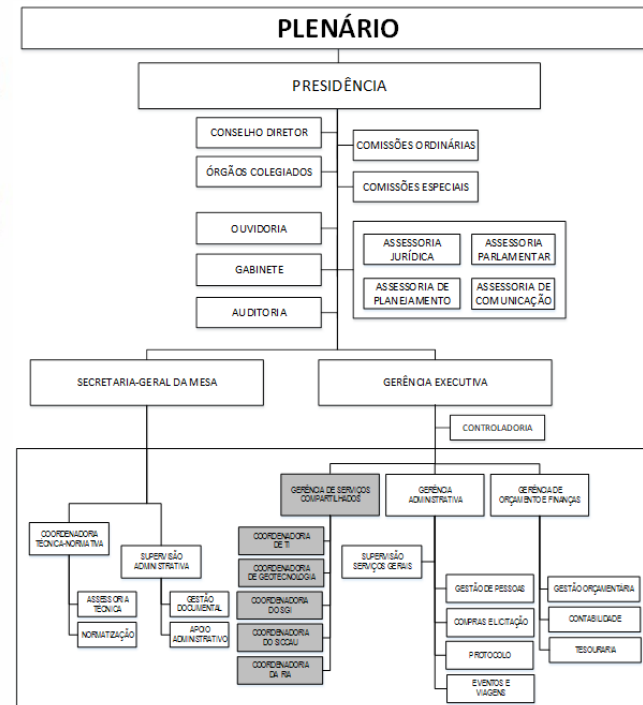 PLENÁRIO
PRESIDÊNCIA
CONSELHO DIRETOR
COMISSÕES ORDINÁRIAS
ÓRGÃOS COLEGIADOS
COMISSÕES ESPECIAIS
OUVIDORIA
ASSESSORIA
JURÍDICA
ASSESSORIA
PARLAMENTAR
GABINETE
ASSESSORIA DE
PLANEJAMENTO
ASSESSORIA DE
COMUNICAÇÃO
AUDITORIA
SECRETARIA-GERAL DA MESA
GERÊNCIA EXECUTIVA
CONTROLADORIA
GERÊNCIA DE SERVIÇOS
COMPARTILHADOS
GERÊNCIA
ADMINISTRATIVA
GERÊNCIA DE
ORÇAMENTO E FINANÇAS
COORDENADORIA
TÉCNICA-NORMATIVA
SUPERVISÃO
ADMINISTRATIVA
ASSESSORIA
TÉCNICA
NORMATIZAÇÃO
GESTÃO
DOCUMENTAL
APOIO
ADMINISTRATIVO
COORDENADORIA
DE TI
COORDENADORIA
DE GEOTECNOLOGIA
COORDENADORIA
DO SGI
COORDENADORIA
DO SICCAU
COORDENADORIA
DA RIA
SUPERVISÃO
SERVIÇOS GERAIS
GESTÃO DE PESSOAS
COMPRAS E LICITAÇÃO
PROTOCOLO
EVENTOS E
VIAGENS
GESTÃO ORÇAMENTÁRIA
CONTABILIDADE
TESOURARIA